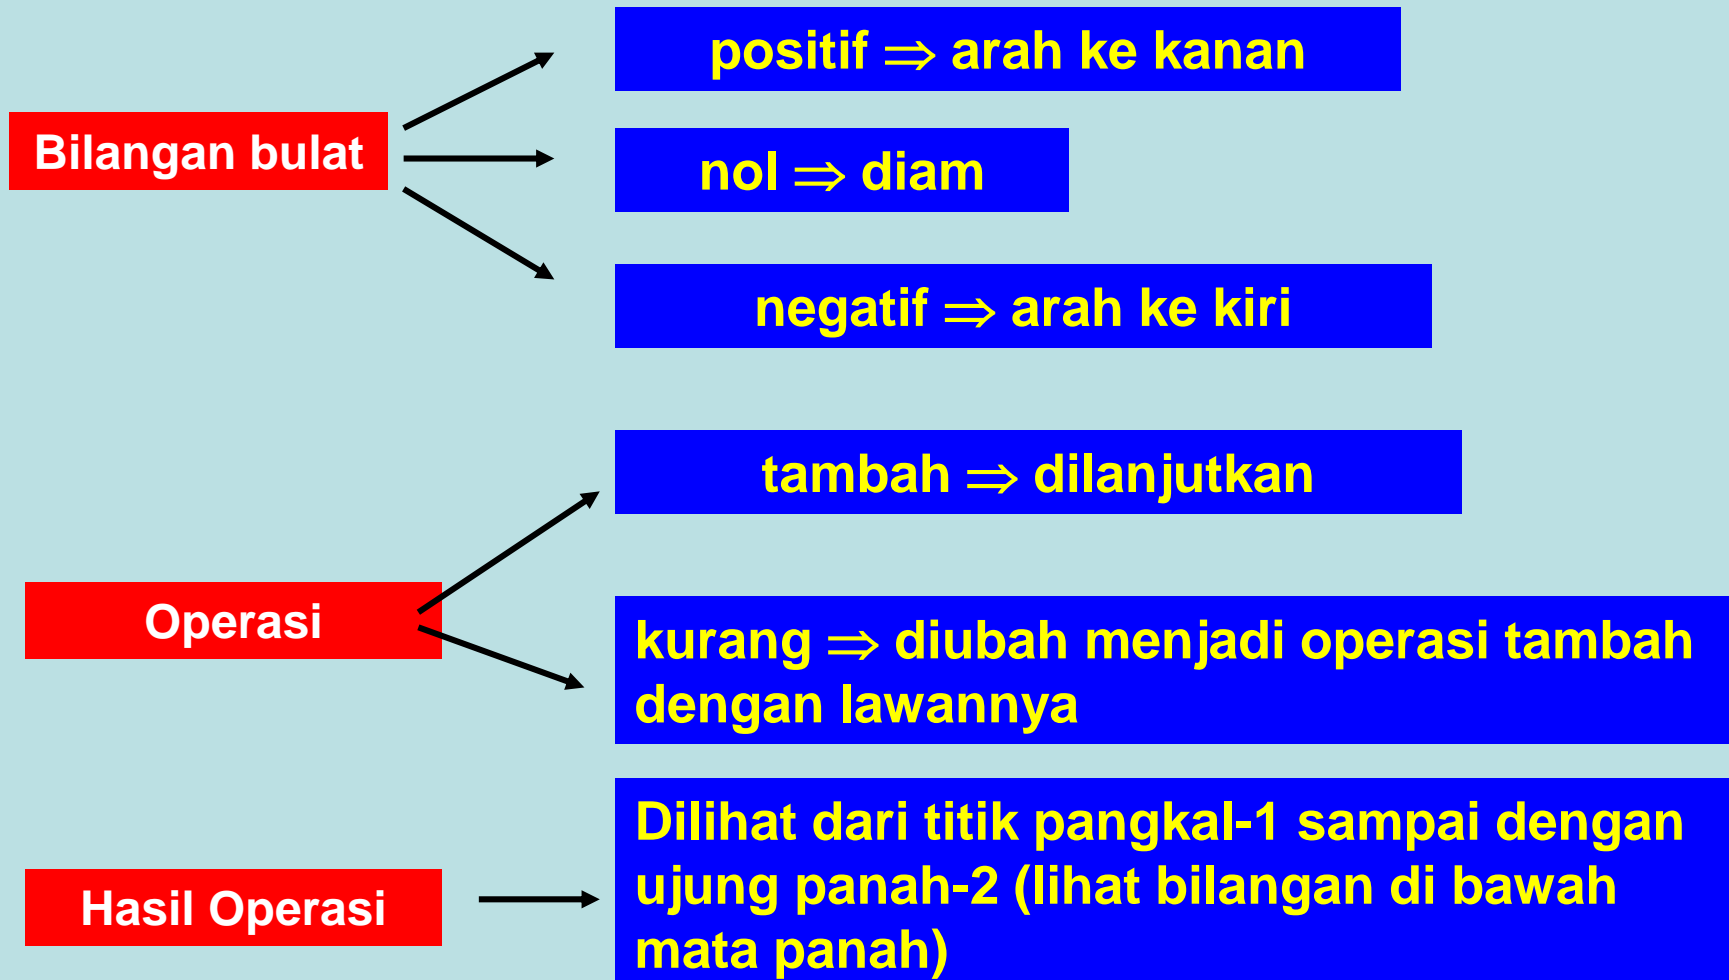 positif ⇒ arah ke kanan
Bilangan bulat
nol ⇒ diam
negatif ⇒ arah ke kiri
tambah ⇒ dilanjutkan
Operasi
kurang ⇒ diubah menjadi operasi tambah
dengan lawannya
Dilihat dari titik pangkal-1 sampai dengan
ujung panah-2 (lihat bilangan di bawah
mata panah)
Hasil Operasi